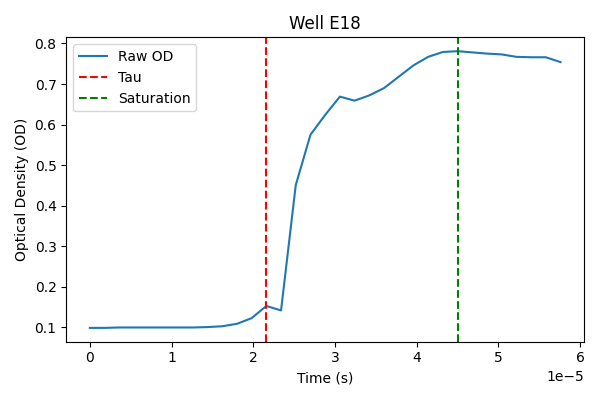 Well E18
Raw OD
Tau
Saturation
Optical Density (OD)
0.8
0.7
0.6
0.5
0.4
0.3
0.2
0.1
0 1 2 3 4 5 6
1e−5
Time (s)